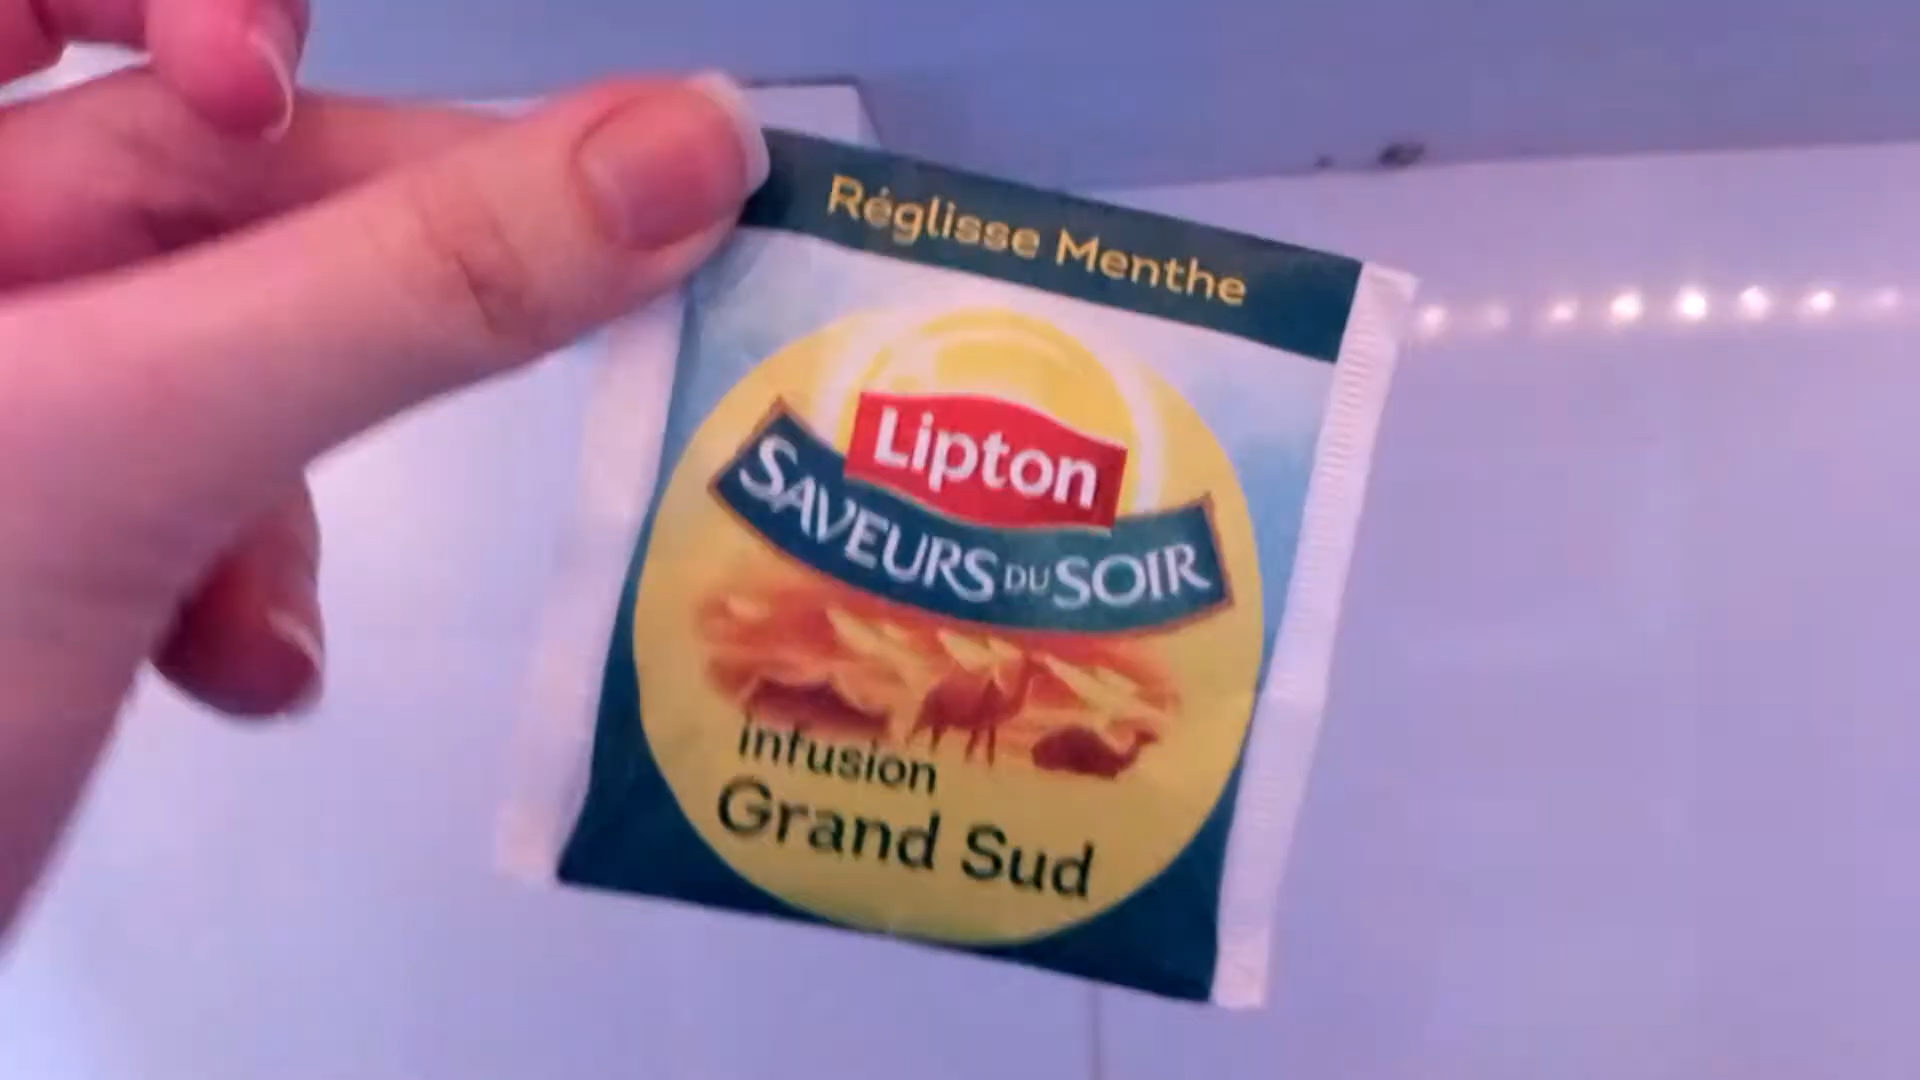 Réglisse Menthe
Lipton
SAVEURS DU SOIR
infusion
Grand Sud